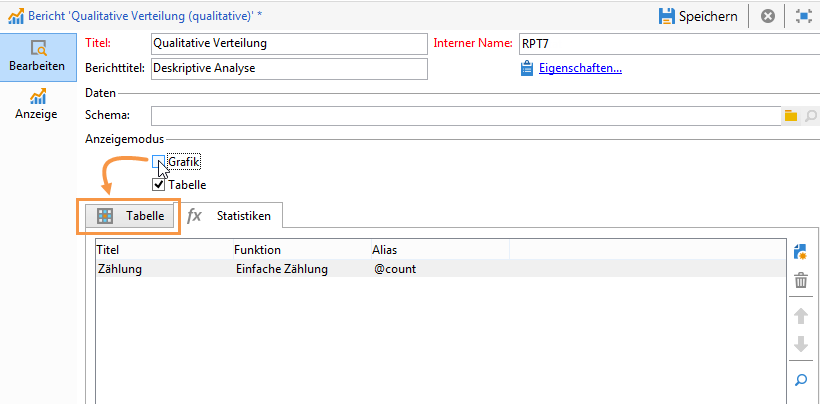 Bericht 'Qualitative Verteilung (qualitative)' *
Speichern
Bearbeiten
Anzeige
Titel: Qualitative Verteilung Interner Name: RPT7
Berichttitel: Deskriptive Analyse Eigenschaften...
Daten
Schema:
Anzeigemodus
Grafik
Tabelle
Tabelle fx Statistiken
Titel Funktion Alias
Zählung Einfache Zählung @count